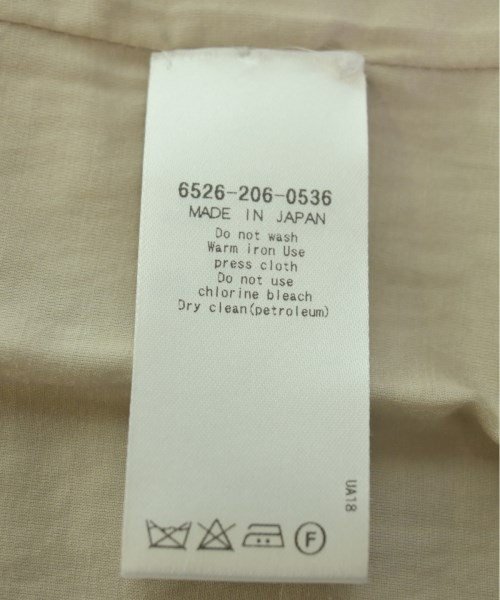 6526-206-0536
MADE IN JAPAN
Do not wash
Warm iron Use
press cloth
Do not use
chlorine bleach
Dry clean(petroleum)
UA18
F